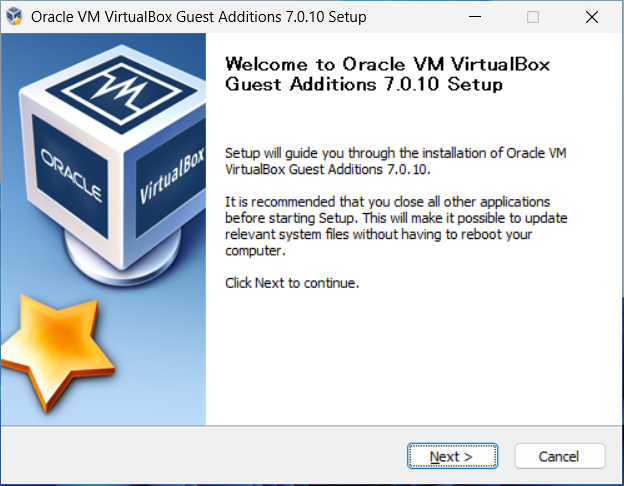 Oracle VM VirtualBox Guest Additions 7.0.10 Setup
ORACLE
VirtualBox
Welcome to Oracle VM VirtualBox
Guest Additions 7.0.10 Setup
Setup will guide you through the installation of Oracle VM
VirtualBox Guest Additions 7.0.10.
It is recommended that you close all other applications
before starting Setup. This will make it possible to update
relevant system files without having to reboot your
computer.
Click Next to continue.
Next >
Cancel